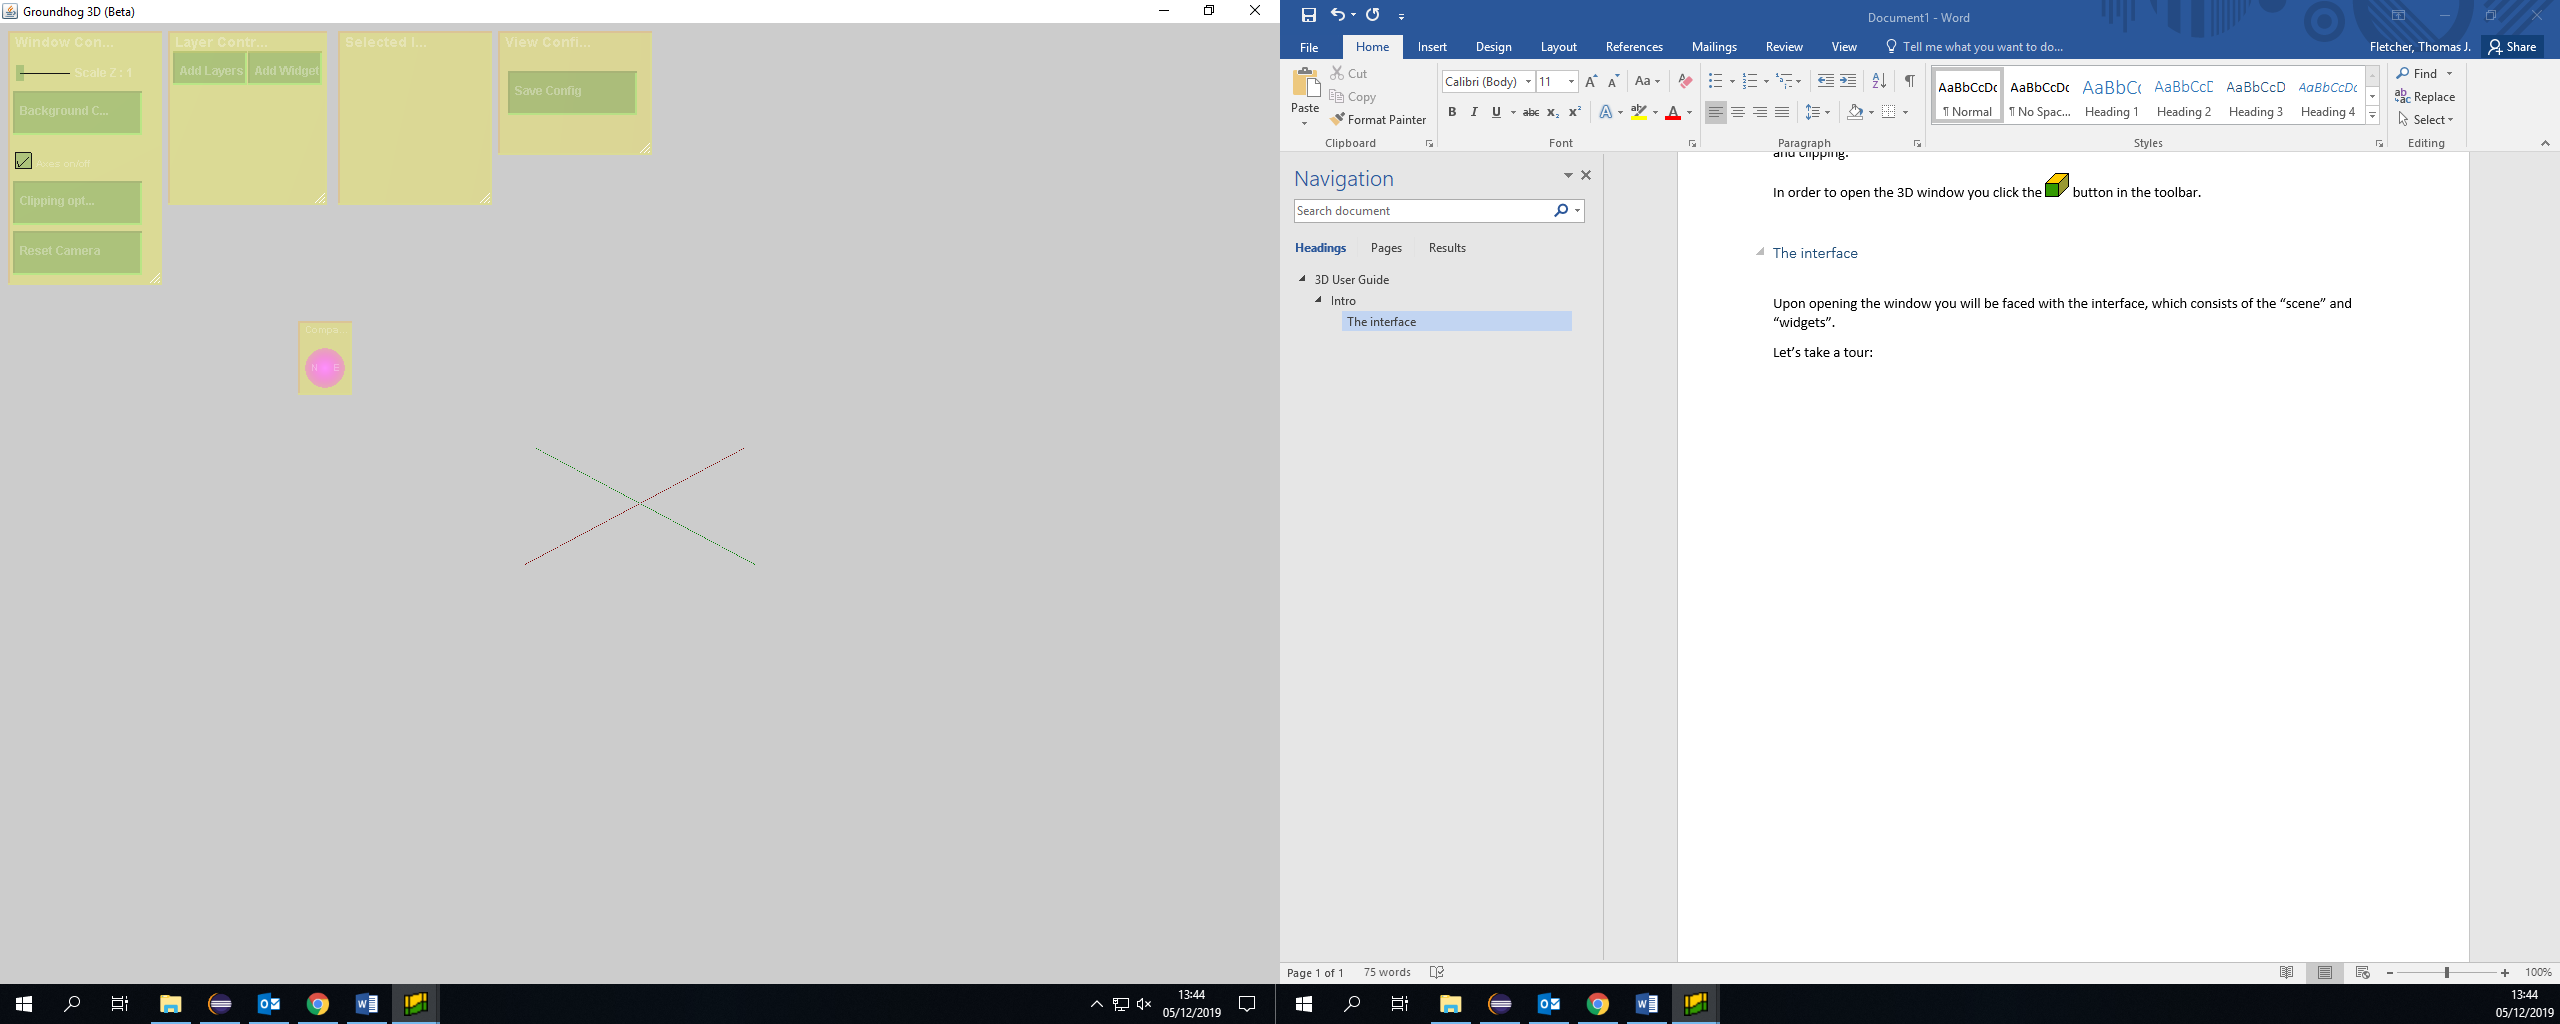 Groundhog 3D (Beta)
Window Con...
Scale Z : 1
Background C...
Axes on/off
Clipping opt...
Reset Camera
Layer Contr...
Add Layers
Add Widget
Selected I...
View Confi...
Save Config
Compa...
N E
13:44
05/12/2019
Document1 - Word
File
Home
Insert
Design
Layout
References
Mailings
Review
View
Tell me what you want to do...
Fletcher, Thomas J.
Share
Paste
Cut
Copy
Format Painter
Clipboard
Calibri (Body)
11
Font
Paragraph
AaBbCcDc
¶ Normal
AaBbCcDc
¶ No Spac...
AaBbC(
Heading 1
AaBbCcE
Heading 2
AaBbCcD
Heading 3
AaBbCcDc
Heading 4
Styles
Find
Replace
Select
Editing
Navigation
Search document
Headings
Pages
Results
3D User Guide
Intro
The interface
and clipping.
In order to open the 3D window you click the button in the toolbar.
The interface
Upon opening the window you will be faced with the interface, which consists of the “scene” and
“widgets”.
Let’s take a tour:
Page 1 of 1
75 words
100%
13:44
05/12/2019